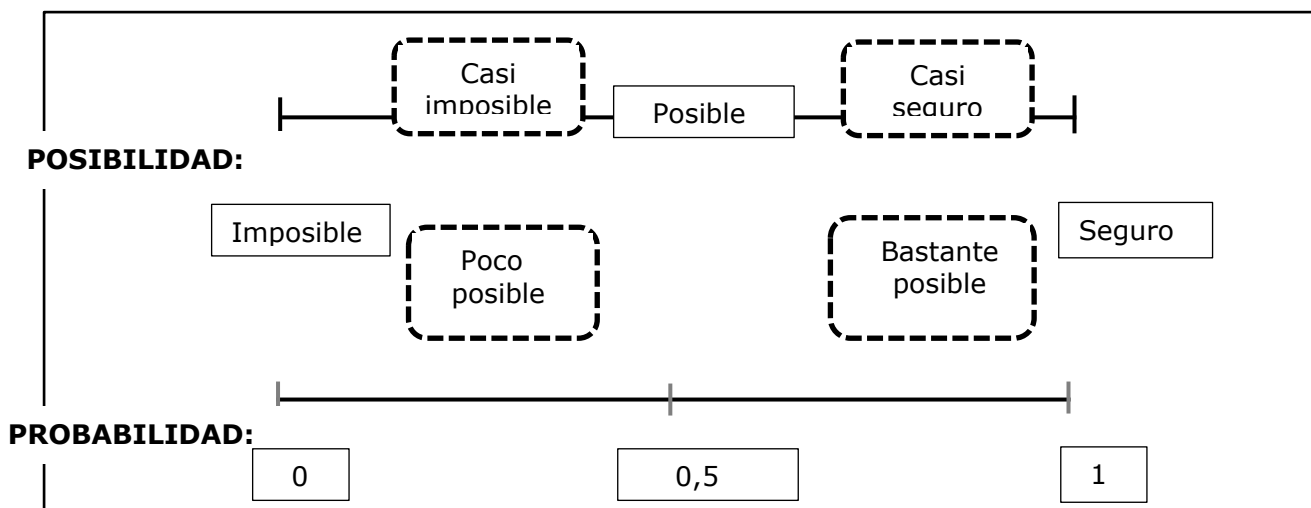 Casi
imposible
Posible
Casi
seguro
POSIBILIDAD:
Imposible
Poco
posible
Bastante
posible
Seguro
PROBABILIDAD:
0
0,5
1